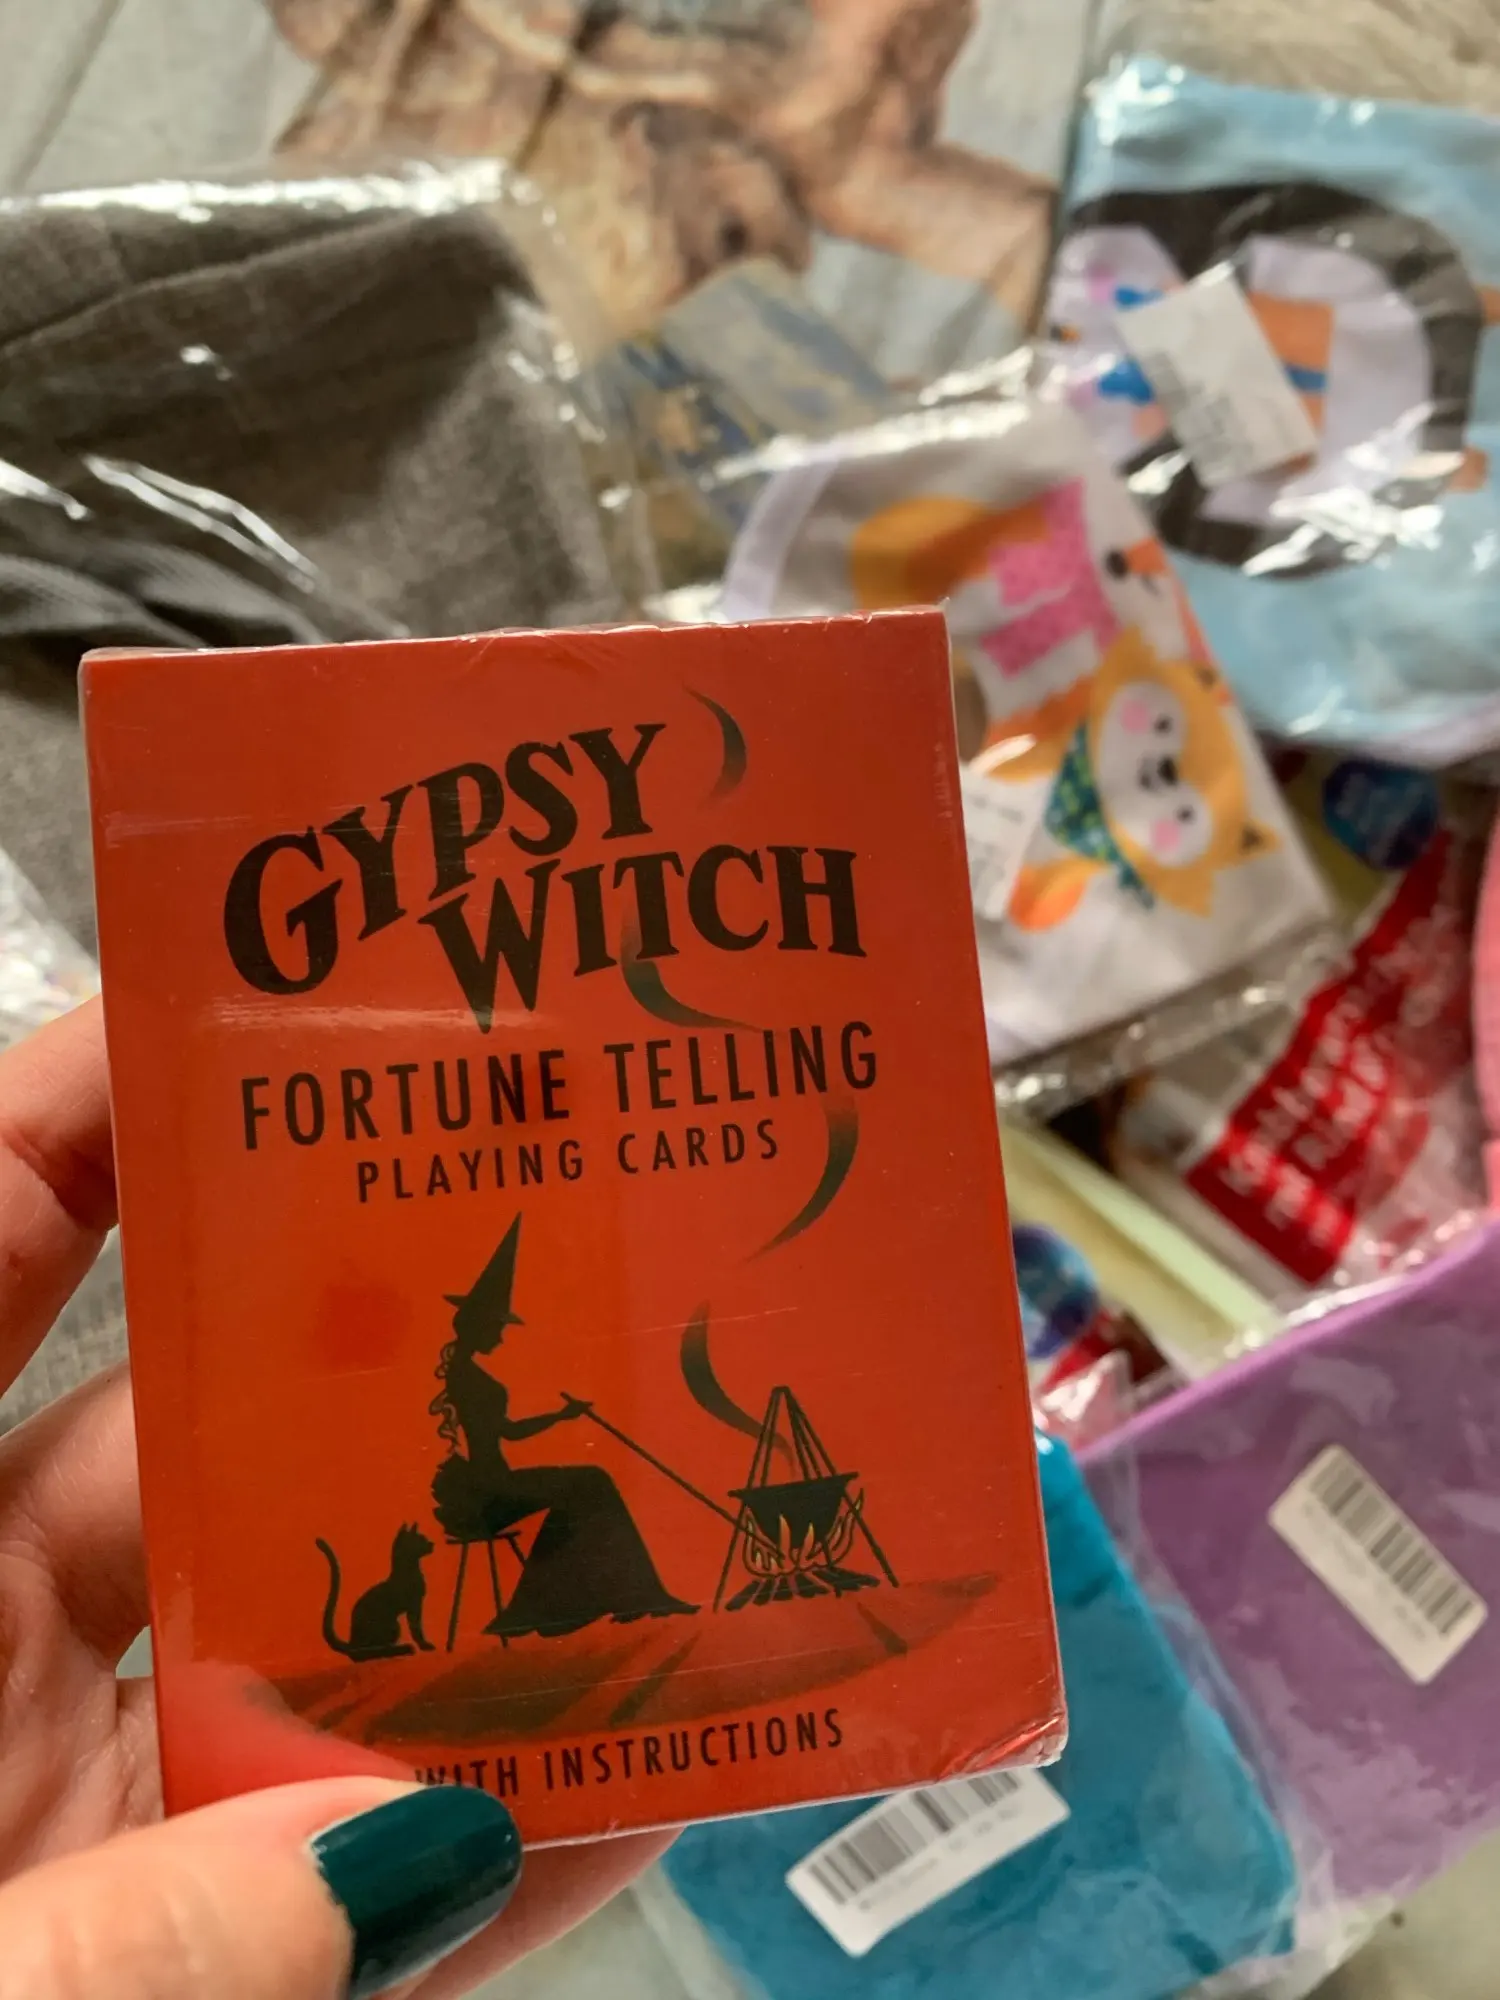 GYPSY
WITCH
FORTUNE TELLING
PLAYING CARDS
WITH INSTRUCTIONS